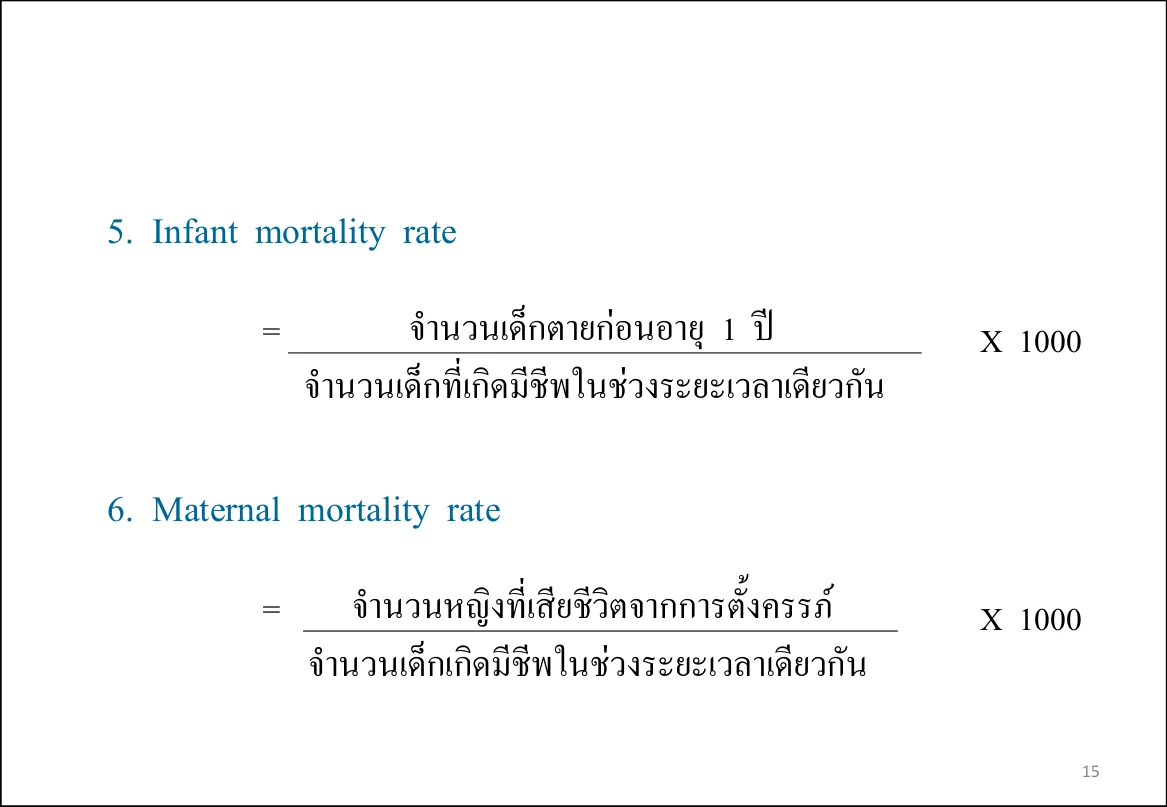 5. Infant mortality rate
= จำนวนเด็กตายก่อนอายุ 1 ปี X 1000
จำนวนเด็กที่เกิดมีชีพในช่วงระยะเวลาเดียวกัน
6. Maternal mortality rate
= จำนวนหญิงที่เสียชีวิตจากการตั้งครรภ์ X 1000
จำนวนเด็กเกิดมีชีพในช่วงระยะเวลาเดียวกัน
15